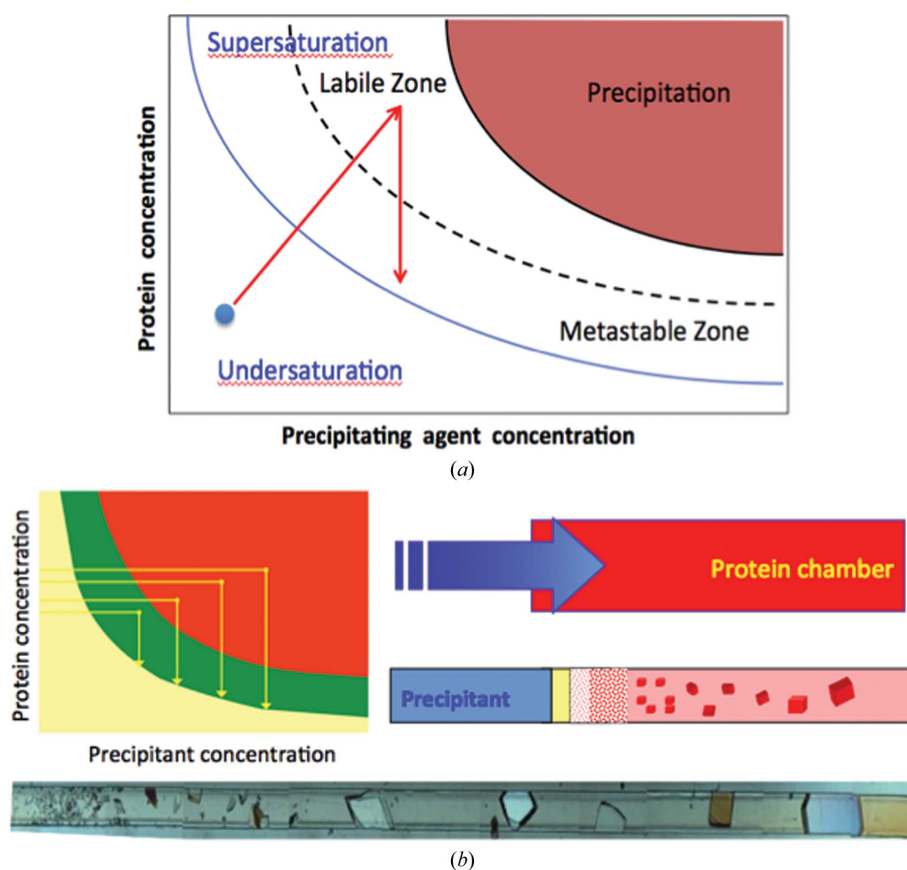 Supersaturation
Labile Zone
Precipitation
Protein concentration
Metastable Zone
Undersaturation
Precipitating agent concentration
(a)
Protein concentration
Precipitant concentration
Protein chamber
Precipitant
(b)